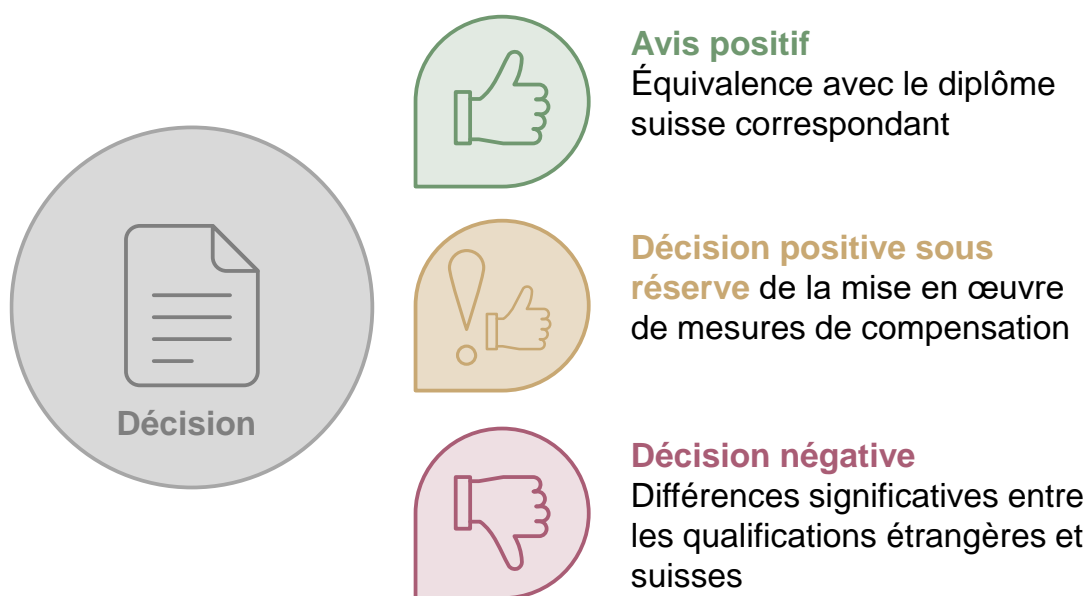 Décision
Avis positif
Équivalence avec le diplôme
suisse correspondant
Décision positive sous
réserve de la mise en œuvre
de mesures de compensation
Décision négative
Différences significatives entre
les qualifications étrangères et
suisses